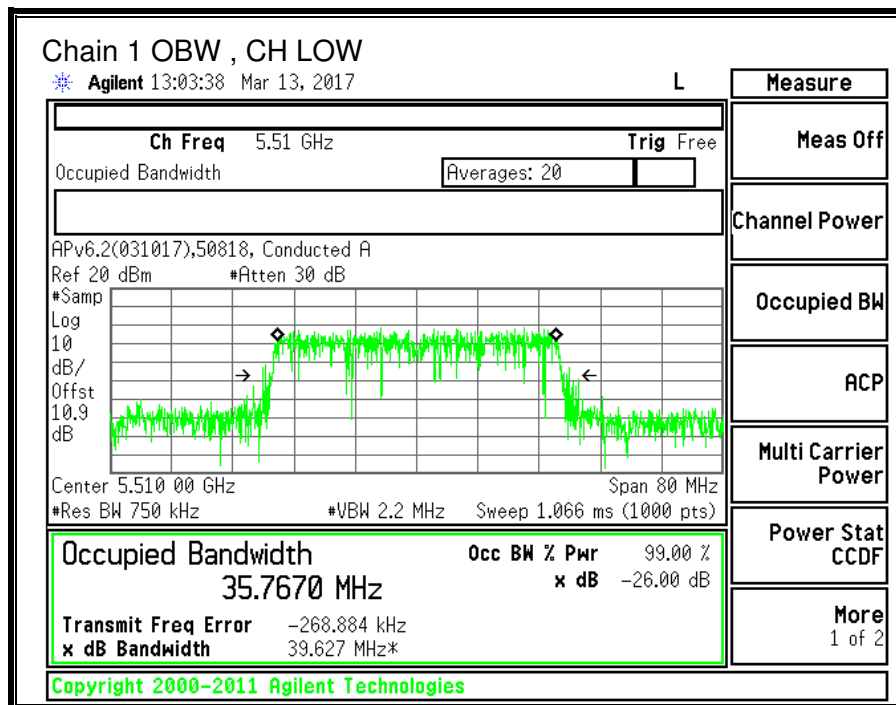 Chain 1 OBW , CH LOW
Agilent 13:03:38 Mar 13, 2017 L
Measure
Ch Freq 5.51 GHz Trig Free
Meas Off
Occupied Bandwidth Averages: 20
Channel Power
APv6.2(031017),50818, Conducted A
Ref 20 dBm #Atten 30 dB
#Samp
Log
10
dB/
Offst
10.9
dB
Occupied BW
ACP
Center 5.510 00 GHz Span 80 MHz
#Res BW 750 kHz #VBW 2.2 MHz Sweep 1.066 ms (1000 pts)
Multi Carrier
Power
Occupied Bandwidth Occ BW % Pwr 99.00 %
35.7670 MHz x dB -26.00 dB
Transmit Freq Error -268.884 kHz
x dB Bandwidth 39.627 MHz*
Power Stat
CCDF
More
1 of 2
Copyright 2000-2011 Agilent Technologies